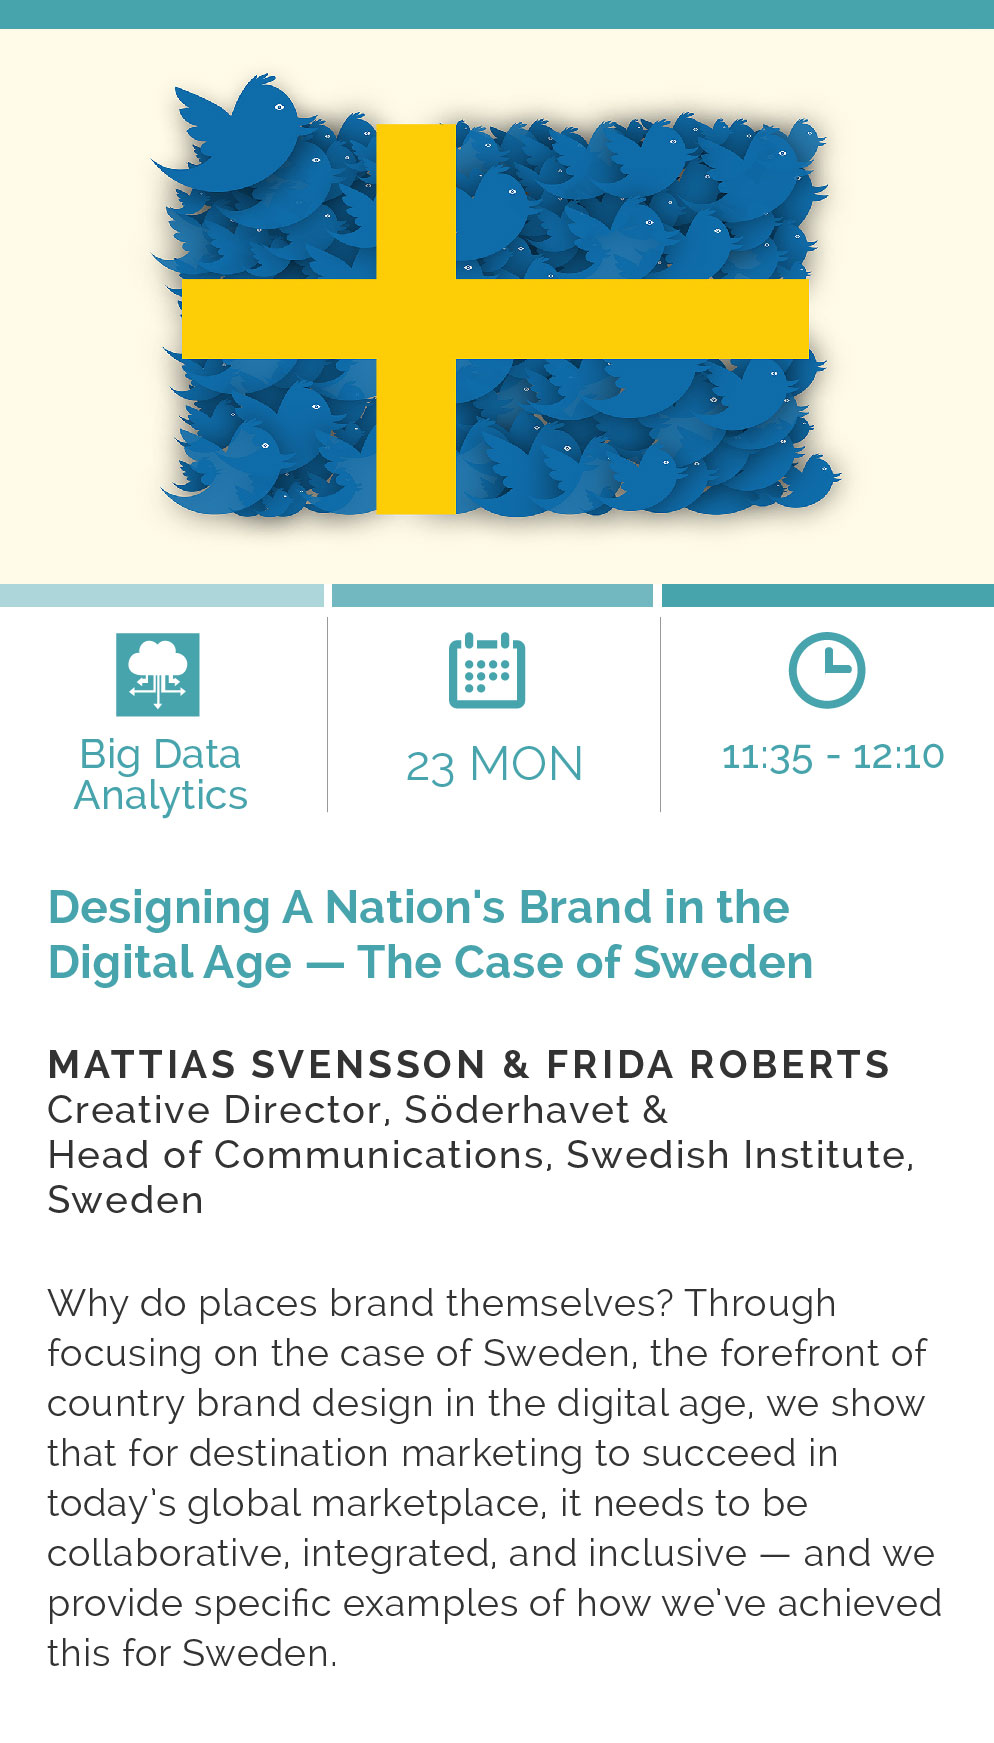 Big Data
Analytics
23 MON
11:35 - 12:10
Designing A Nation's Brand in the
Digital Age — The Case of Sweden
MATTIAS SVENSSON & FRIDA ROBERTS
Creative Director, Söderhavet &
Head of Communications, Swedish Institute,
Sweden
Why do places brand themselves? Through
focusing on the case of Sweden, the forefront of
country brand design in the digital age, we show
that for destination marketing to succeed in
today’s global marketplace, it needs to be
collaborative, integrated, and inclusive — and we
provide specific examples of how we’ve achieved
this for Sweden.